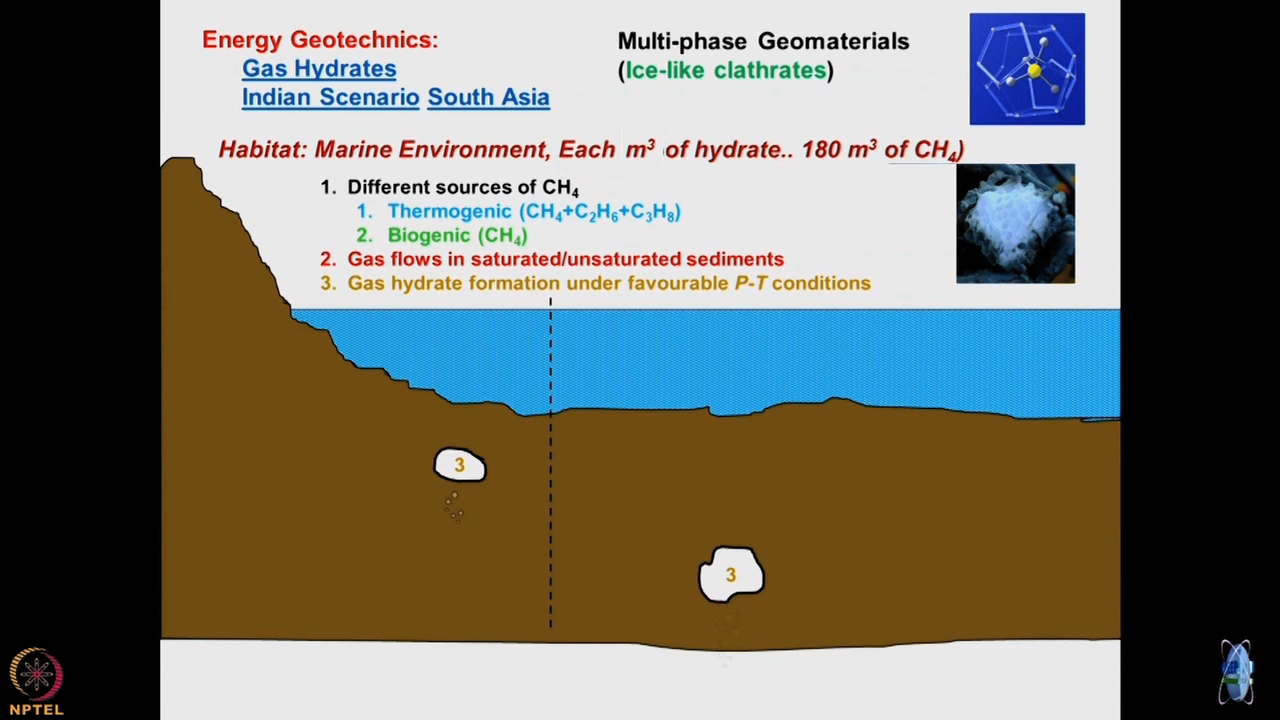 Energy Geotechnics:
Gas Hydrates
Indian Scenario South Asia
Multi-phase Geomaterials
(Ice-like clathrates)
Habitat: Marine Environment, Each m³ of hydrate.. 180 m³ of CH₄)
1. Different sources of CH₄
1. Thermogenic (CH₄+C₂H₆+C₃H₈)
2. Biogenic (CH₄)
2. Gas flows in saturated/unsaturated sediments
3. Gas hydrate formation under favourable P-T conditions
3
3
NPTEL